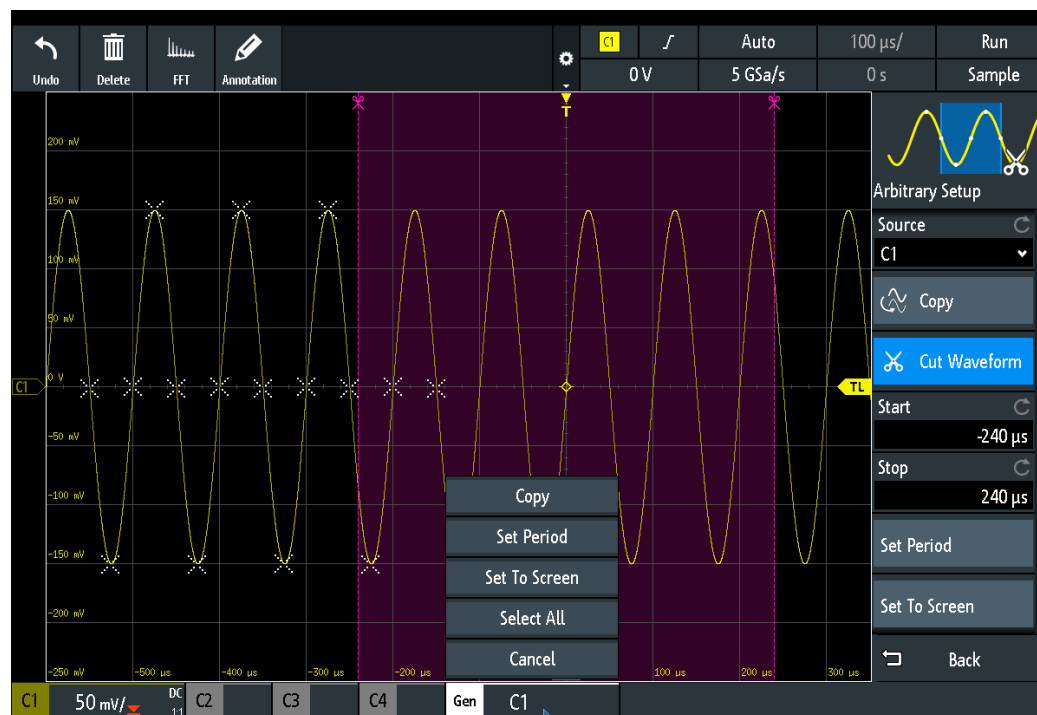 Undo Delete FFT Annotation
C1 Auto 100 µs/ Run
0 V 5 GSa/s 0 s Sample
T
200 mV
150 mV
100 mV
50 mV
0 V
-50 mV
-100 mV
-150 mV
-200 mV
-250 mV -500 µs -400 µs -300 µs -200 µs 100 µs 200 µs 300 µs
C1
TL
Copy
Set Period
Set To Screen
Select All
Cancel
Arbitrary Setup
Source
C1
Copy
Cut Waveform
Start
-240 µs
Stop
240 µs
Set Period
Set To Screen
Back
C1 50 mV/ DC 1:1 C2 C3 C4 Gen C1